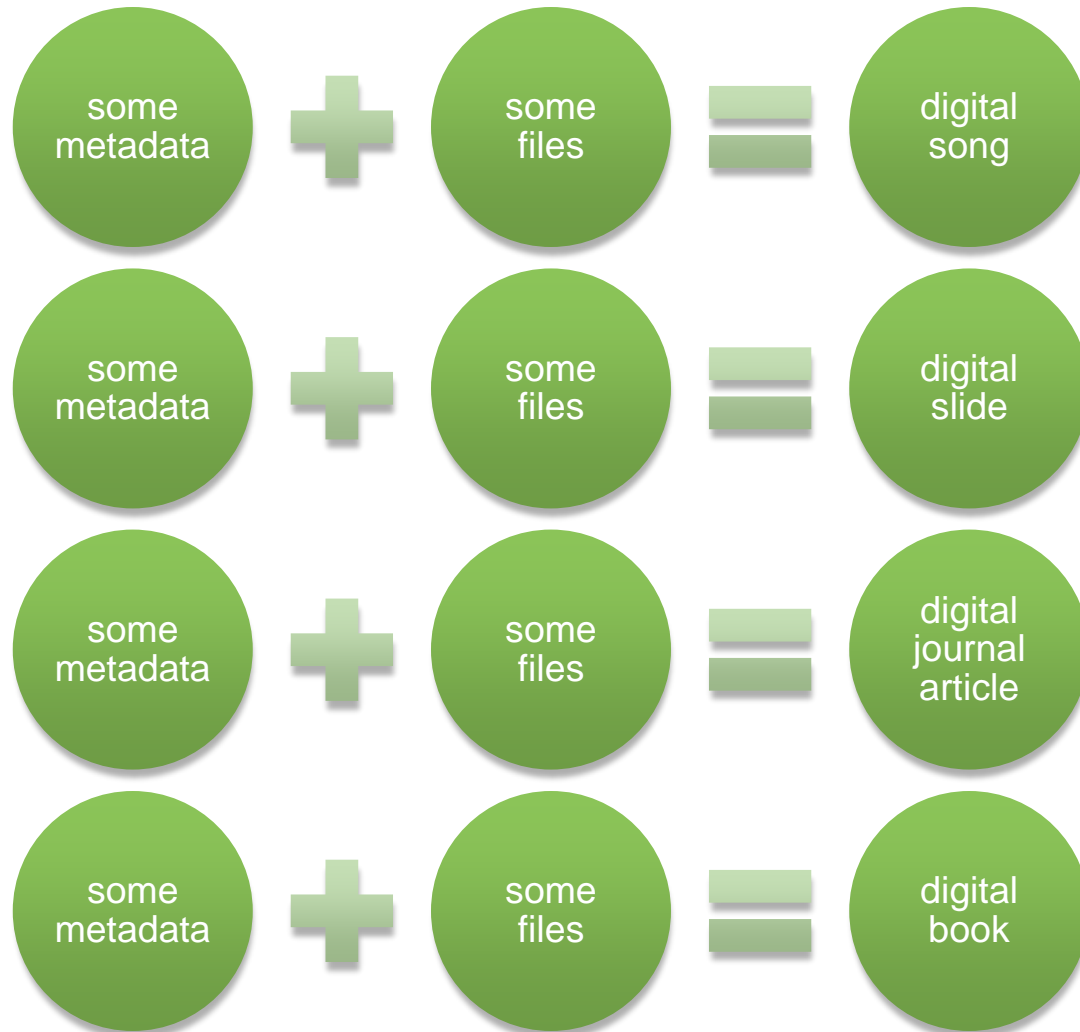 some
metadata
some
files
digital
song
some
metadata
some
files
digital
slide
some
metadata
some
files
digital
journal
article
some
metadata
some
files
digital
book